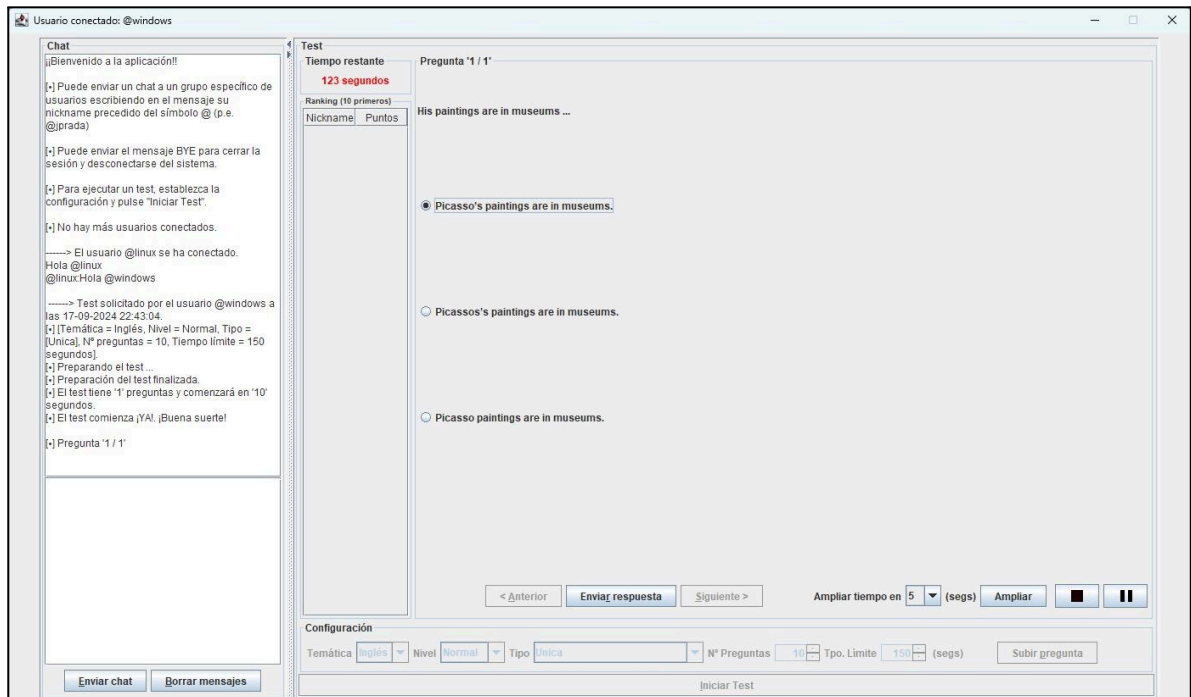 Usuario conectado: @windows
Chat
¡¡Bienvenido a la aplicación!!
[•] Puede enviar un chat a un grupo específico de
usuarios escribiendo en el mensaje su
nickname precedido del símbolo @ (p.e.
@jprada)
[•] Puede enviar el mensaje BYE para cerrar la
sesión y desconectarse del sistema.
[•] Para ejecutar un test, establezca la
configuración y pulse "Iniciar Test".
[•] No hay más usuarios conectados.
------> El usuario @linux se ha conectado.
Hola @linux
@linux:Hola @windows
------> Test solicitado por el usuario @windows a
las 17-09-2024 22:43:04.
[•] [Temática = Inglés, Nivel = Normal, Tipo =
[Unica], Nº preguntas = 10, Tiempo límite = 150
segundos].
[•] Preparando el test ...
[•] Preparación del test finalizada.
[•] El test tiene '1' preguntas y comenzará en '10'
segundos.
[•] El test comienza ¡YA!. ¡Buena suerte!
[•] Pregunta '1 / 1'
Enviar chat
Borrar mensajes
Test
Tiempo restante
123 segundos
Ranking (10 primeros)
Nickname Puntos
Pregunta '1 / 1'
His paintings are in museums ...
Picasso's paintings are in museums.
Picassos's paintings are in museums.
Picasso paintings are in museums.
< Anterior
Enviar respuesta
Siguiente >
Ampliar tiempo en 5 (segs) Ampliar
Configuración
Temática Inglés Nivel Normal Tipo Unica Nº Preguntas 10 Tpo. Límite 150 (segs) Subir pregunta
Iniciar Test